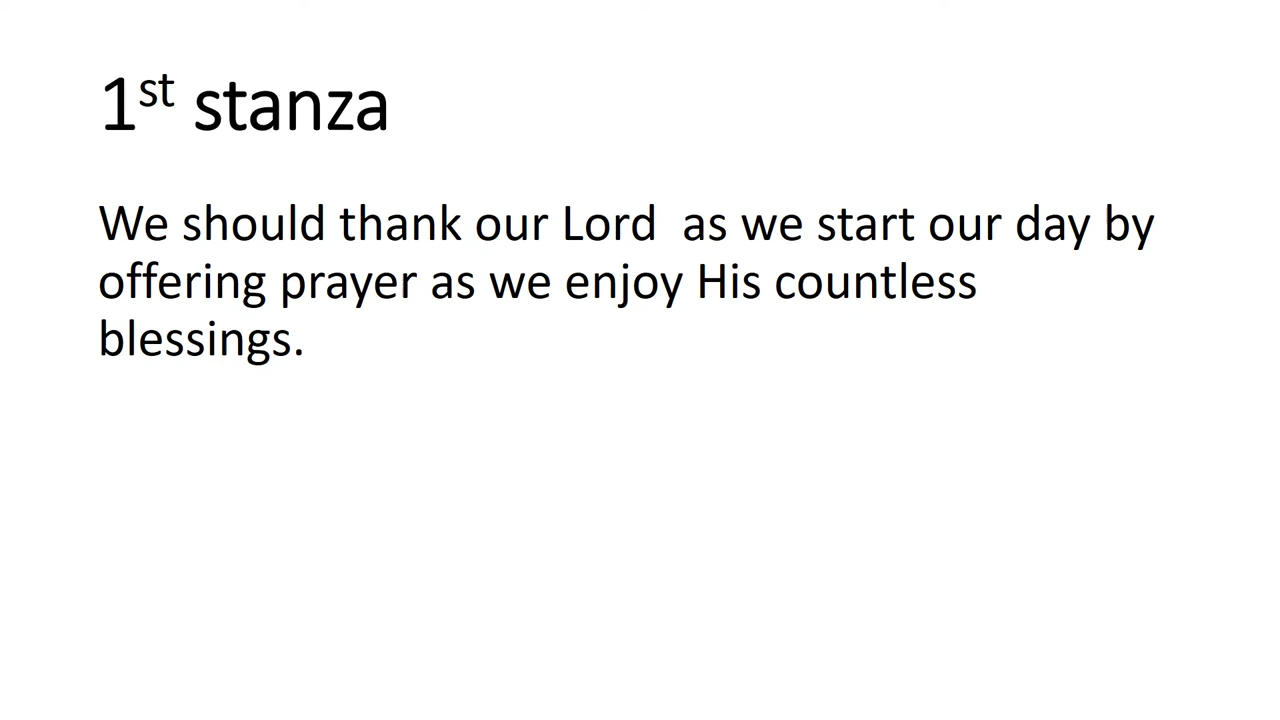 1st stanza
We should thank our Lord  as we start our day by
offering prayer as we enjoy His countless
blessings.